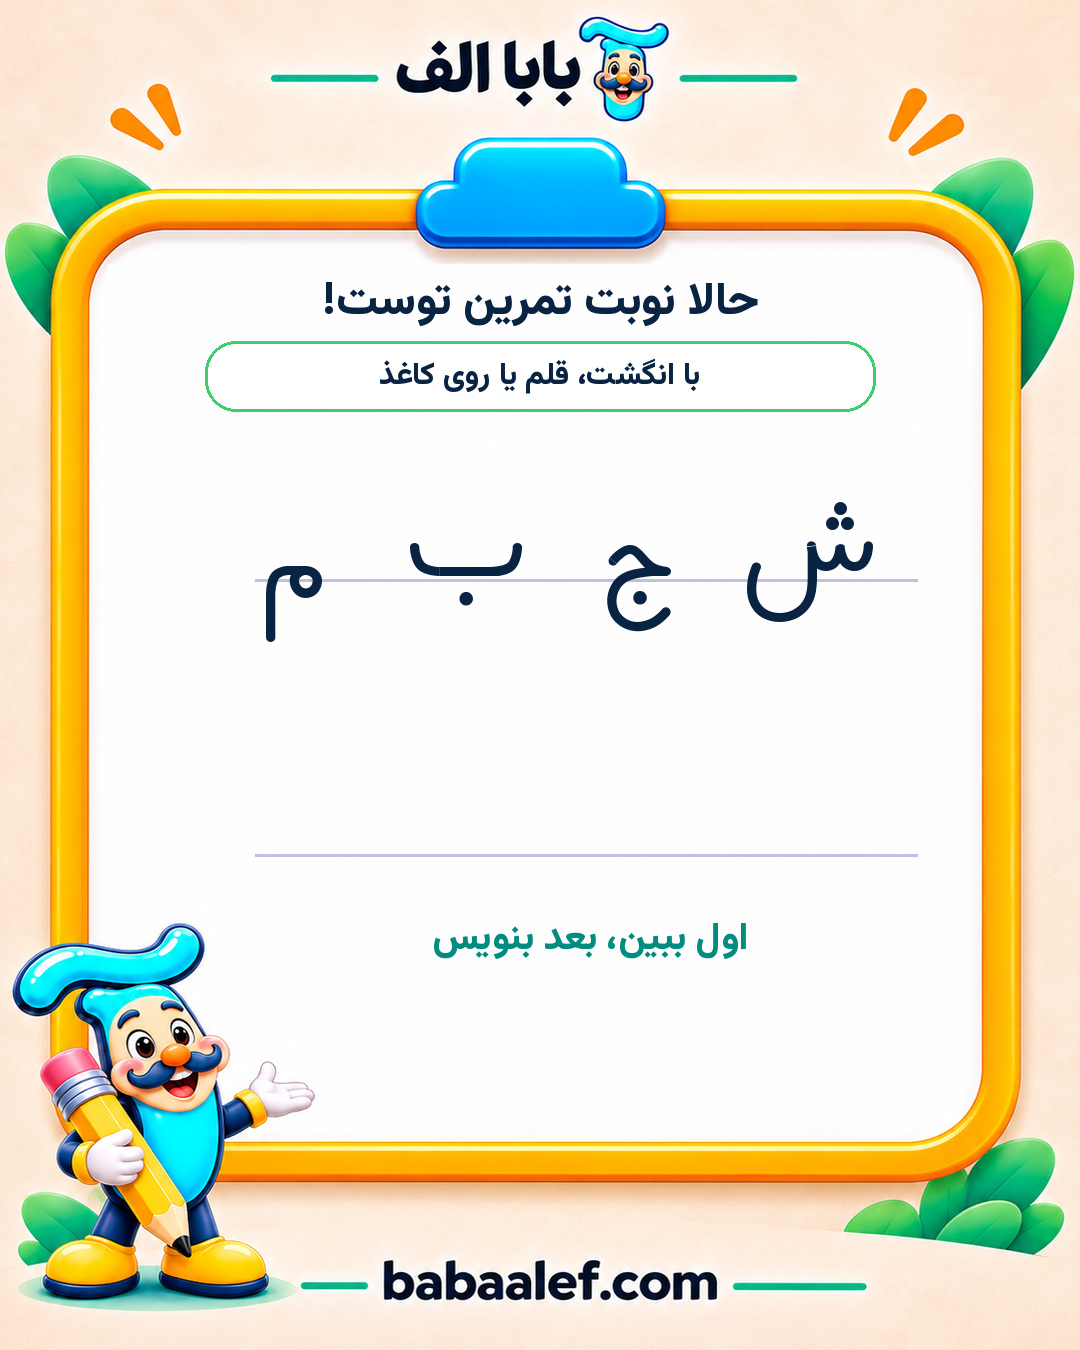 بابا الف
حالا نوبت تمرین توست!
با انگشت، قلم یا روی کاغذ
ش ج ب م
اول ببین، بعد بنویس
babaalef.com